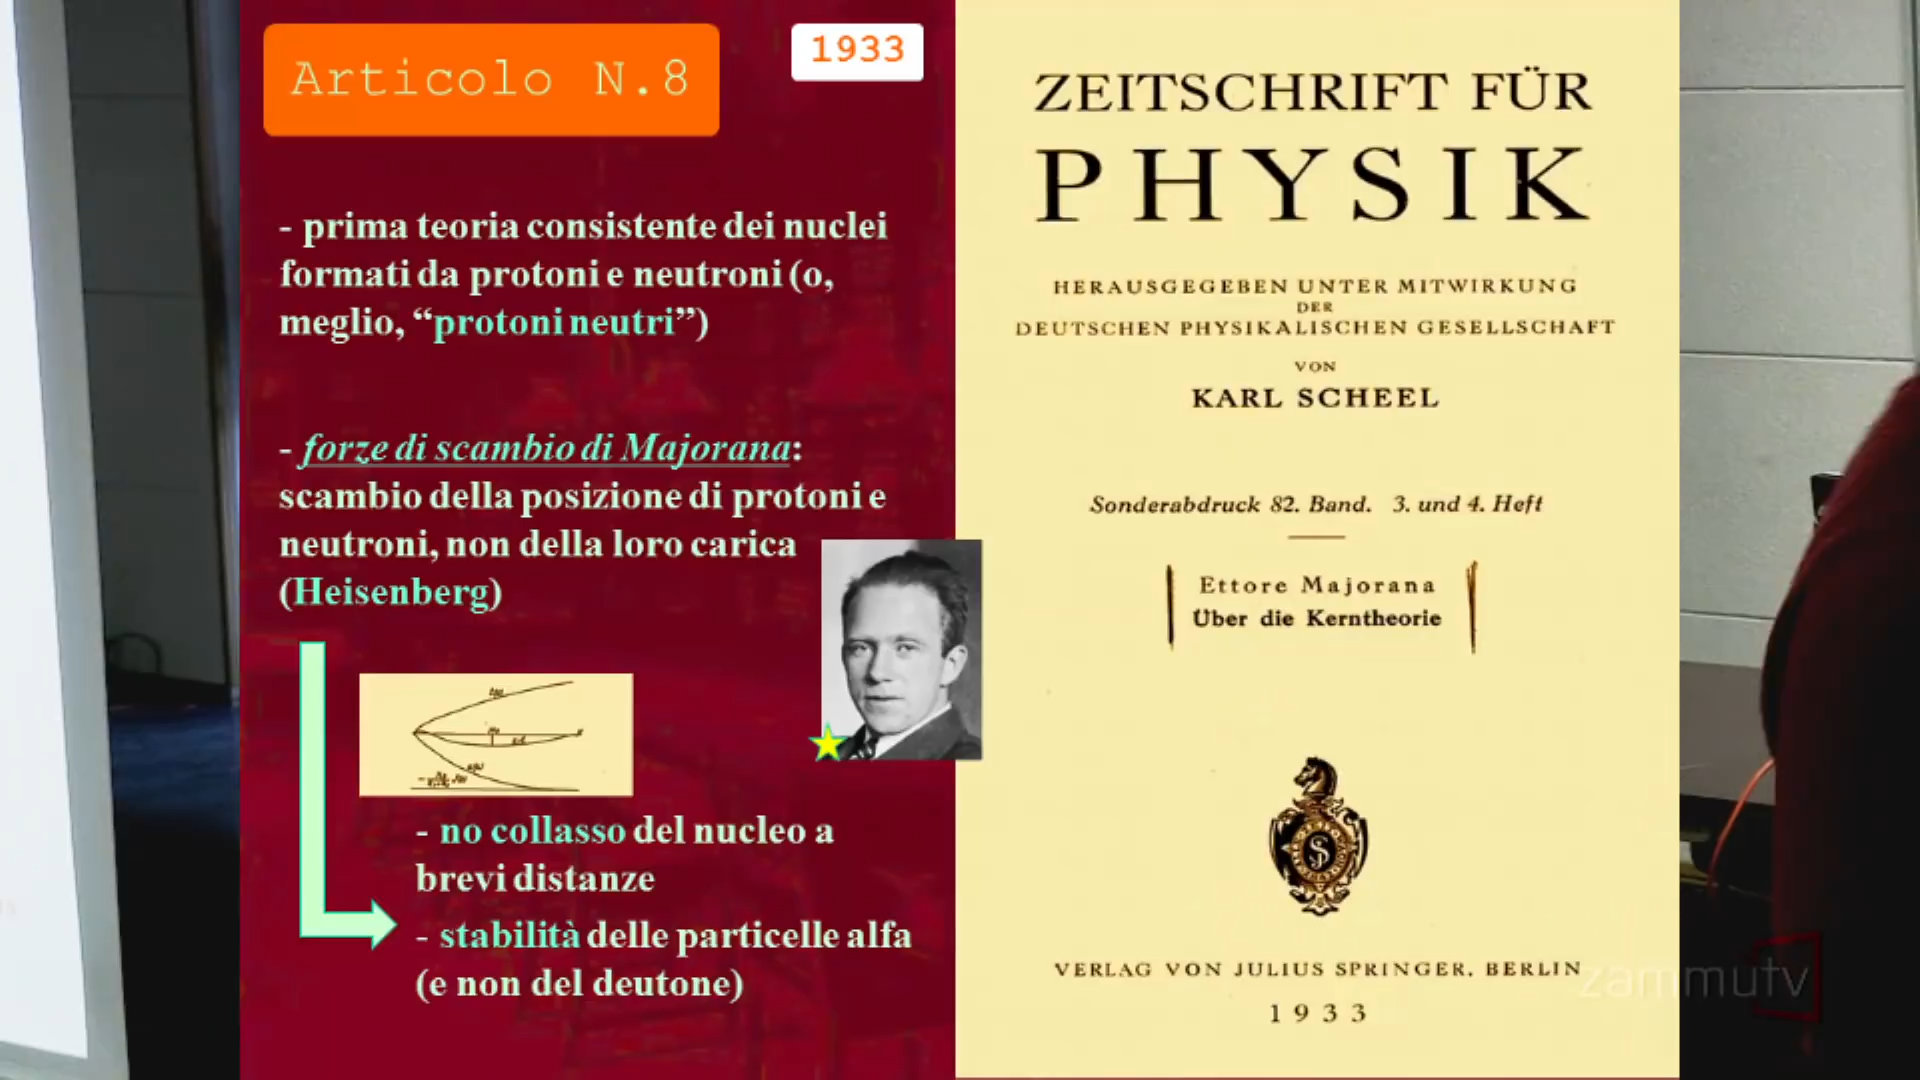 Articolo N.8
1933
- prima teoria consistente dei nuclei
formati da protoni e neutroni (o,
meglio, “protoni neutri”)
- forze di scambio di Majorana:
scambio della posizione di protoni e
neutroni, non della loro carica
(Heisenberg)
- no collasso del nucleo a
brevi distanze
- stabilità delle particelle alfa
(e non del deutone)
ZEITSCHRIFT FÜR
PHYSIK
HERAUSGEGEBEN UNTER MITWIRKUNG
DER
DEUTSCHEN PHYSIKALISCHEN GESELLSCHAFT
VON
KARL SCHEEL
Sonderabdruck 82. Band. 3. und 4. Heft
Ettore Majorana
Über die Kerntheorie
VERLAG VON JULIUS SPRINGER, BERLIN
1933
zammutv